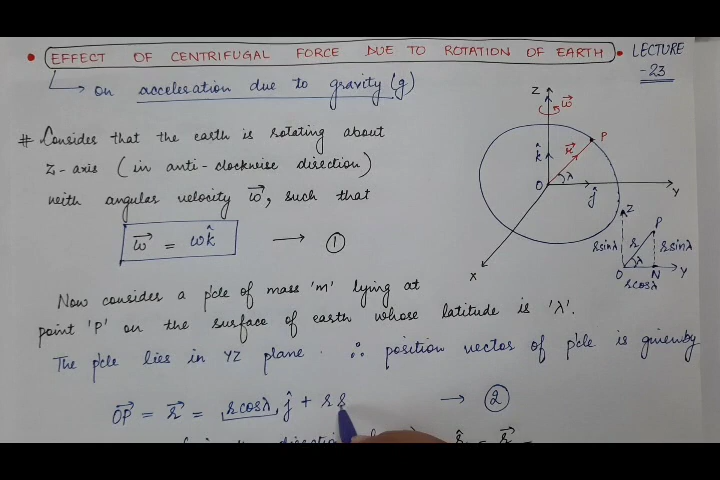 • EFFECT OF CENTRIFUGAL FORCE DUE TO ROTATION OF EARTH • LECTURE
-23
↳ on acceleration due to gravity (g)
# Consider that the earth is rotating about
Z-axis (in anti-clockwise direction)
with angular velocity ω⃗, such that
ω⃗ = ωk̂ → ①
Z
ω⃗
P
r⃗
k̂
λ
O
ĵ
Y
X
Z
P
r sinλ
r
r sinλ
λ
O
N
Y
r cosλ
Now consider a p'cle of mass 'm' lying at
point 'P' on the surface of earth whose latitude is 'λ'.
The p'cle lies in YZ plane. ∴ position vector of p'cle is given by
OP⃗ = r⃗ = r cosλ ĵ + r s → ②